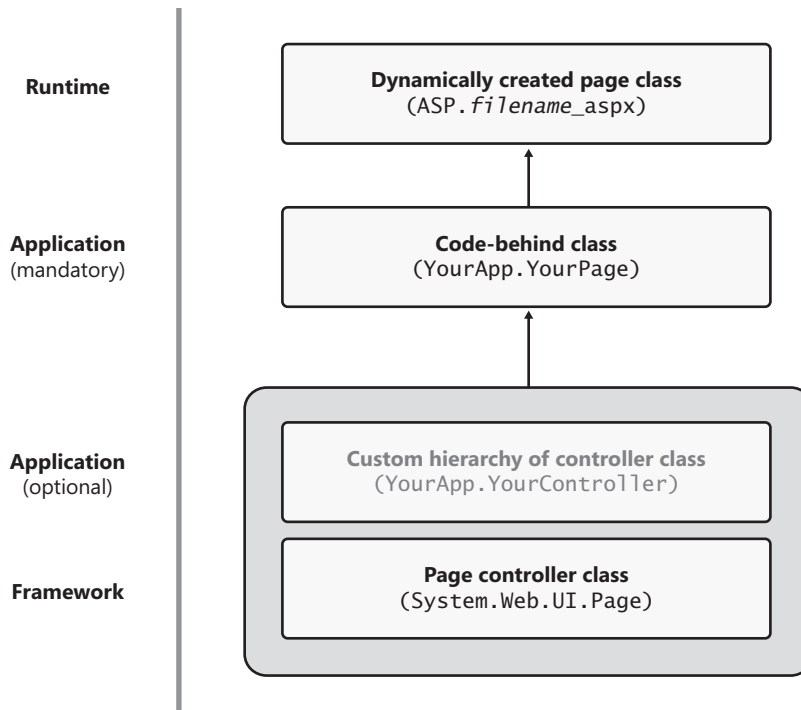 Runtime
Dynamically created page class
(ASP.filename_aspx)
Application
(mandatory)
Code-behind class
(YourApp.YourPage)
Application
(optional)
Custom hierarchy of controller class
(YourApp.YourController)
Framework
Page controller class
(System.Web.UI.Page)